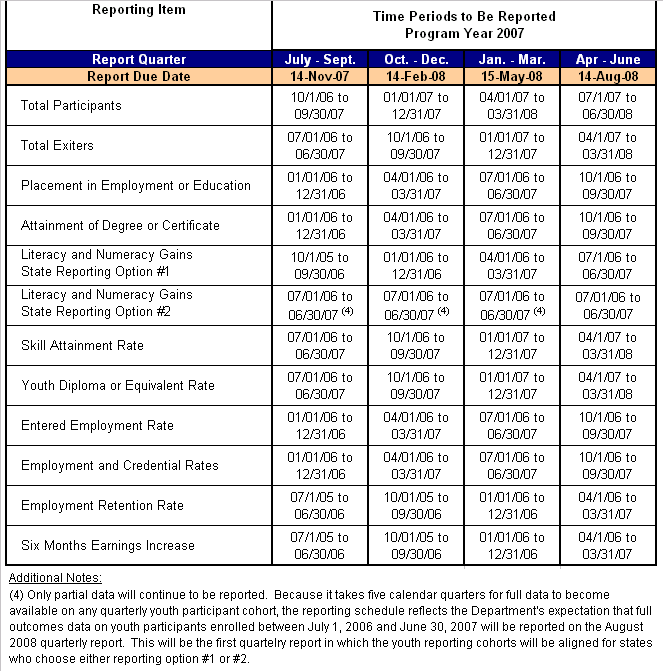 Reporting Item
Time Periods to Be Reported
Program Year 2007
Report Quarter July - Sept. Oct. - Dec. Jan. - Mar. Apr - June
Report Due Date 14-Nov-07 14-Feb-08 15-May-08 14-Aug-08
Total Participants
10/1/06 to 01/01/07 to 04/01/07 to 07/1/07 to
09/30/07 12/31/07 03/31/08 06/30/08
Total Exiters
07/01/06 to 10/1/06 to 01/01/07 to 04/1/07 to
06/30/07 09/30/07 12/31/07 03/31/08
Placement in Employment or Education
01/01/06 to 04/01/06 to 07/01/06 to 10/1/06 to
12/31/06 03/31/07 06/30/07 09/30/07
Attainment of Degree or Certificate
01/01/06 to 04/01/06 to 07/01/06 to 10/1/06 to
12/31/06 03/31/07 06/30/07 09/30/07
Literacy and Numeracy Gains 10/1/05 to 01/01/06 to 04/01/06 to 07/1/06 to
State Reporting Option #1 09/30/06 12/31/06 03/31/07 06/30/07
Literacy and Numeracy Gains 07/01/06 to 07/01/06 to 07/01/06 to 07/01/06 to
State Reporting Option #2 06/30/07 (4) 06/30/07 (4) 06/30/07 (4) 06/30/07
Skill Attainment Rate
07/01/06 to 10/1/06 to 01/01/07 to 04/1/07 to
06/30/07 09/30/07 12/31/07 03/31/08
Youth Diploma or Equivalent Rate
07/01/06 to 10/1/06 to 01/01/07 to 04/1/07 to
06/30/07 09/30/07 12/31/07 03/31/08
Entered Employment Rate
01/01/06 to 04/01/06 to 07/01/06 to 10/1/06 to
12/31/06 03/31/07 06/30/07 09/30/07
Employment and Credential Rates
01/01/06 to 04/01/06 to 07/01/06 to 10/1/06 to
12/31/06 03/31/07 06/30/07 09/30/07
Employment Retention Rate
07/1/05 to 10/01/05 to 01/01/06 to 04/1/06 to
06/30/06 09/30/06 12/31/06 03/31/07
Six Months Earnings Increase
07/1/05 to 10/01/05 to 01/01/06 to 04/1/06 to
06/30/06 09/30/06 12/31/06 03/31/07
Additional Notes:
(4) Only partial data will continue to be reported. Because it takes five calendar quarters for full data to become
available on any quarterly youth participant cohort, the reporting schedule reflects the Department's expectation that full
outcomes data on youth participants enrolled between July 1, 2006 and June 30, 2007 will be reported on the August
2008 quarterly report. This will be the first quartelry report in which the youth reporting cohorts will be aligned for states
who choose either reporting option #1 or #2.